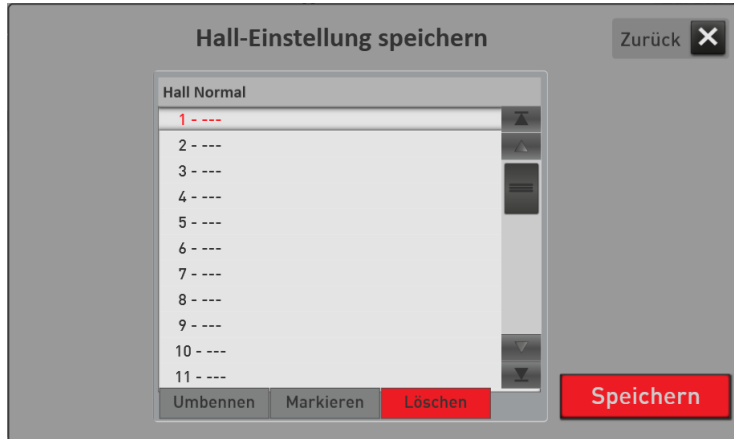 Hall-Einstellung speichern
Zurück
Hall Normal
1 - ---
2 - ---
3 - ---
4 - ---
5 - ---
6 - ---
7 - ---
8 - ---
9 - ---
10 - ---
11 - ---
Umbennen Markieren Löschen
Speichern